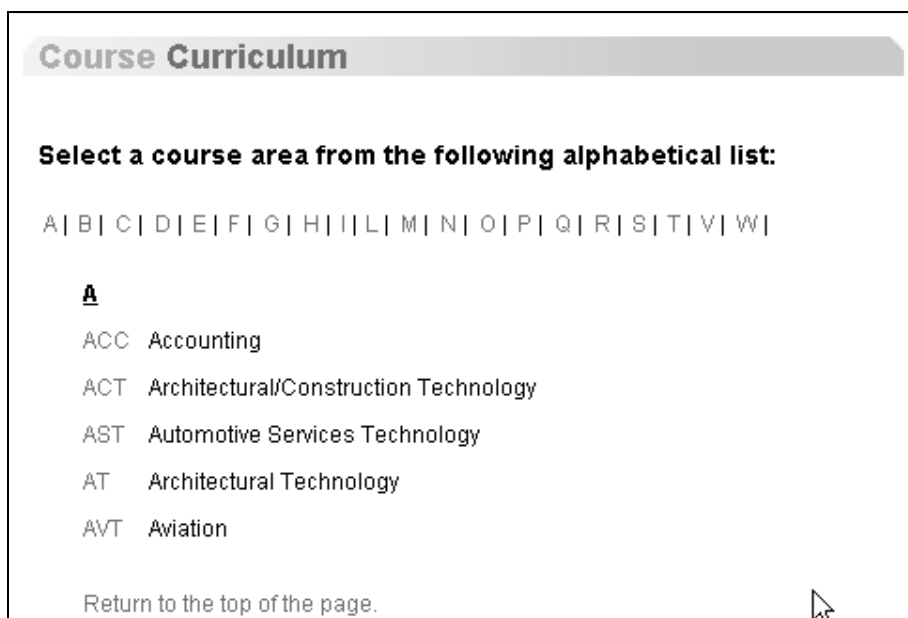 Course Curriculum
Select a course area from the following alphabetical list:
A| B| C| D| E| F| G| H| I| L| M| N| O| P| Q| R| S| T| V| W|
A
ACC Accounting
ACT Architectural/Construction Technology
AST Automotive Services Technology
AT Architectural Technology
AVT Aviation
Return to the top of the page.